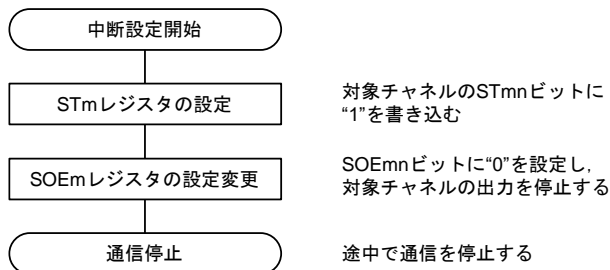 中断設定開始
STmレジスタの設定
対象チャネルのSTmnビットに
“1”を書き込む
SOEmレジスタの設定変更
SOEmnビットに“0”を設定し,
対象チャネルの出力を停止する
通信停止
途中で通信を停止する